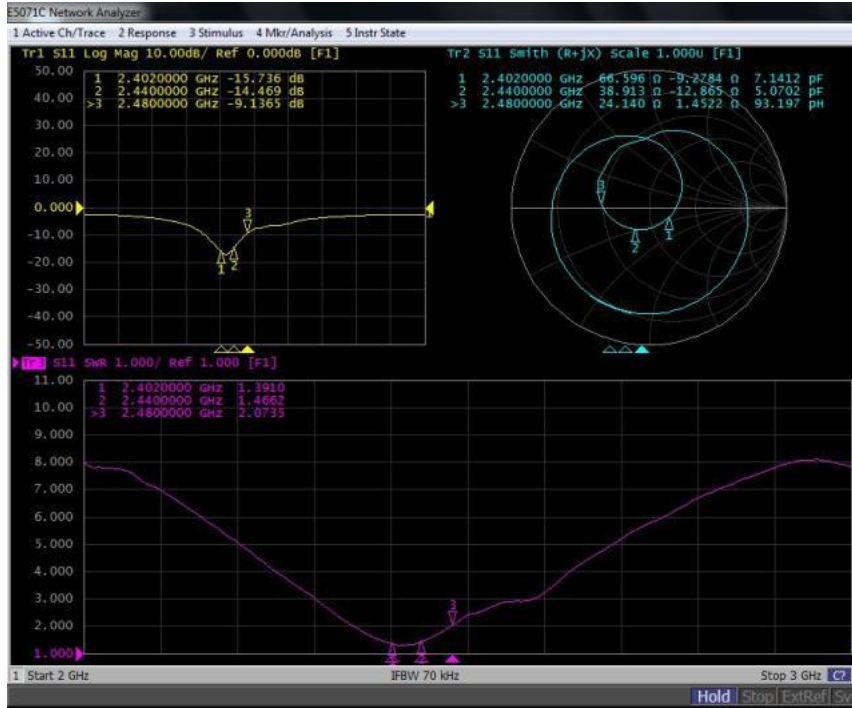 E5071C Network Analyzer
1 Active Ch/Trace 2 Response 3 Stimulus 4 Mkr/Analysis 5 Instr State
Tr1 S11 Log Mag 10.00dB/ Ref 0.000dB [F1]
50.00
1 2.4020000 GHz -15.736 dB
2 2.4400000 GHz -14.469 dB
>3 2.4800000 GHz -9.1365 dB
40.00
30.00
20.00
10.00
0.000
-10.00
-20.00
-30.00
-40.00
-50.00
3
1
2
Tr2 S11 Smith (R+jX) Scale 1.000U [F1]
1 2.4020000 GHz 66.596 Ω -9.2784 Ω 7.1412 pF
2 2.4400000 GHz 38.913 Ω -12.865 Ω 5.0702 pF
>3 2.4800000 GHz 24.140 Ω 1.4522 Ω 93.197 pH
3
1
2
Tr3 S11 SWR 1.000/ Ref 1.000 [F1]
11.00
1 2.4020000 GHz 1.3910
2 2.4400000 GHz 1.4662
>3 2.4800000 GHz 2.0735
10.00
9.000
8.000
7.000
6.000
5.000
4.000
3.000
2.000
1.000
3
1 Start 2 GHz IFBW 70 kHz Stop 3 GHz C?
Hold Stop ExtRef Sv